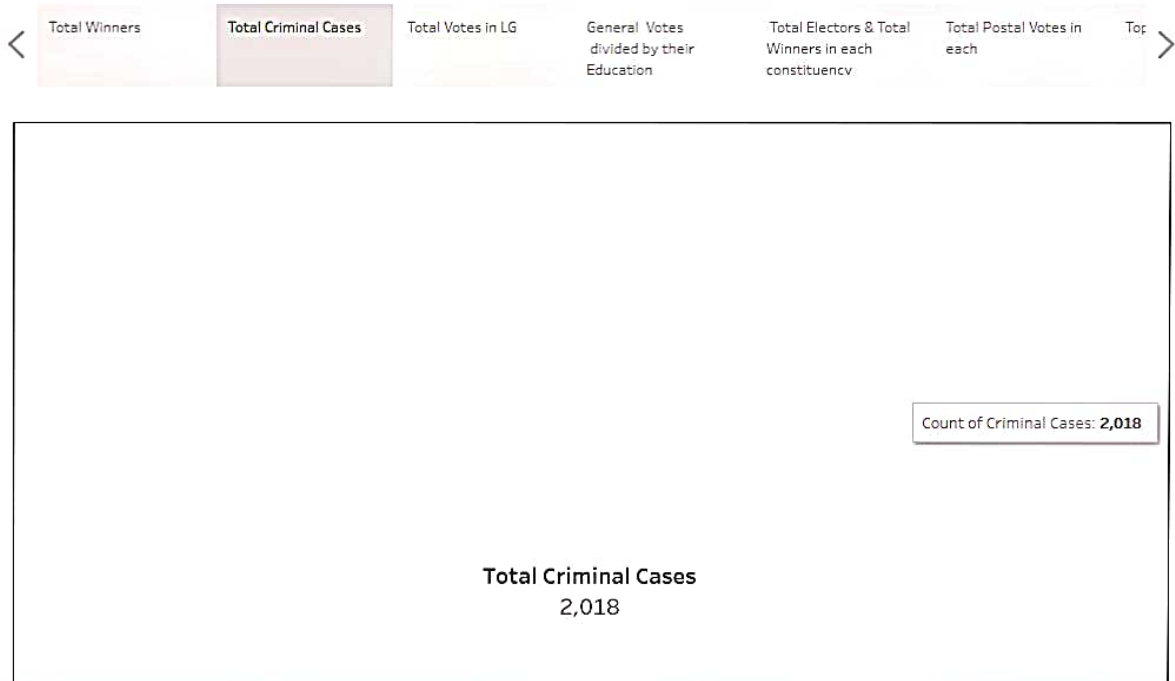 Total Winners
Total Criminal Cases
Total Votes in LG
General Votes
divided by their
Education
Total Electors & Total
Winners in each
constituency
Total Postal Votes in
each
Count of Criminal Cases: 2,018
Total Criminal Cases
2,018